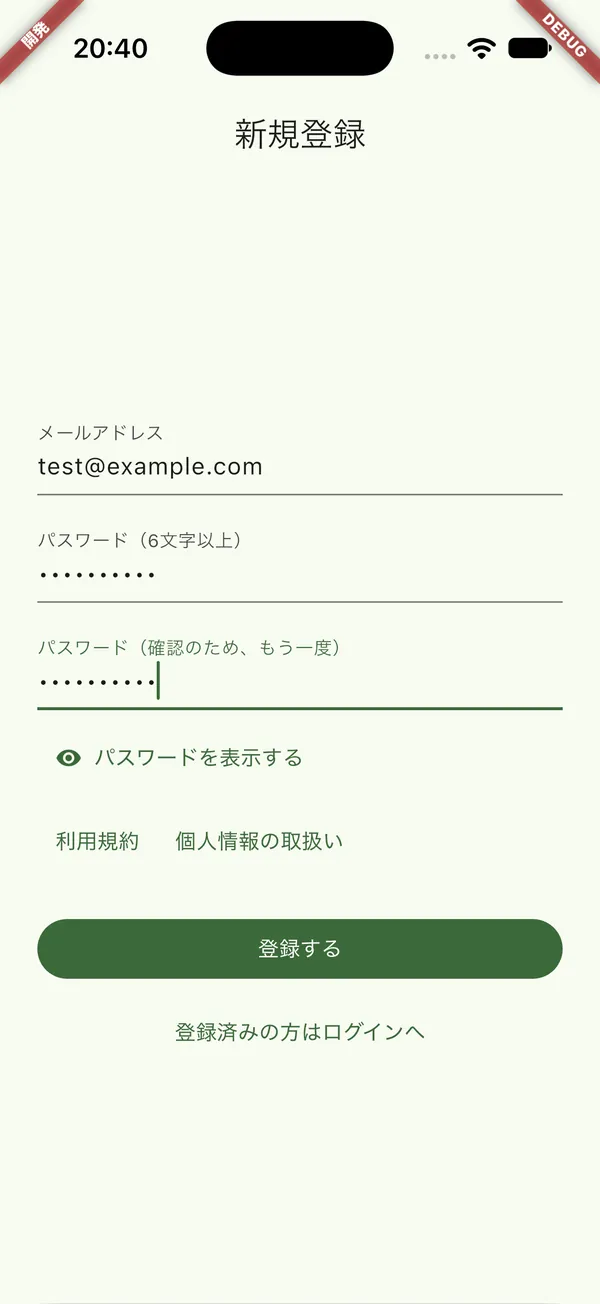 開発
20:40
DEBUG
新規登録
メールアドレス
test@example.com
パスワード（6文字以上）
••••••••••
パスワード（確認のため、もう一度）
••••••••••
パスワードを表示する
利用規約 個人情報の取扱い
登録する
登録済みの方はログインへ